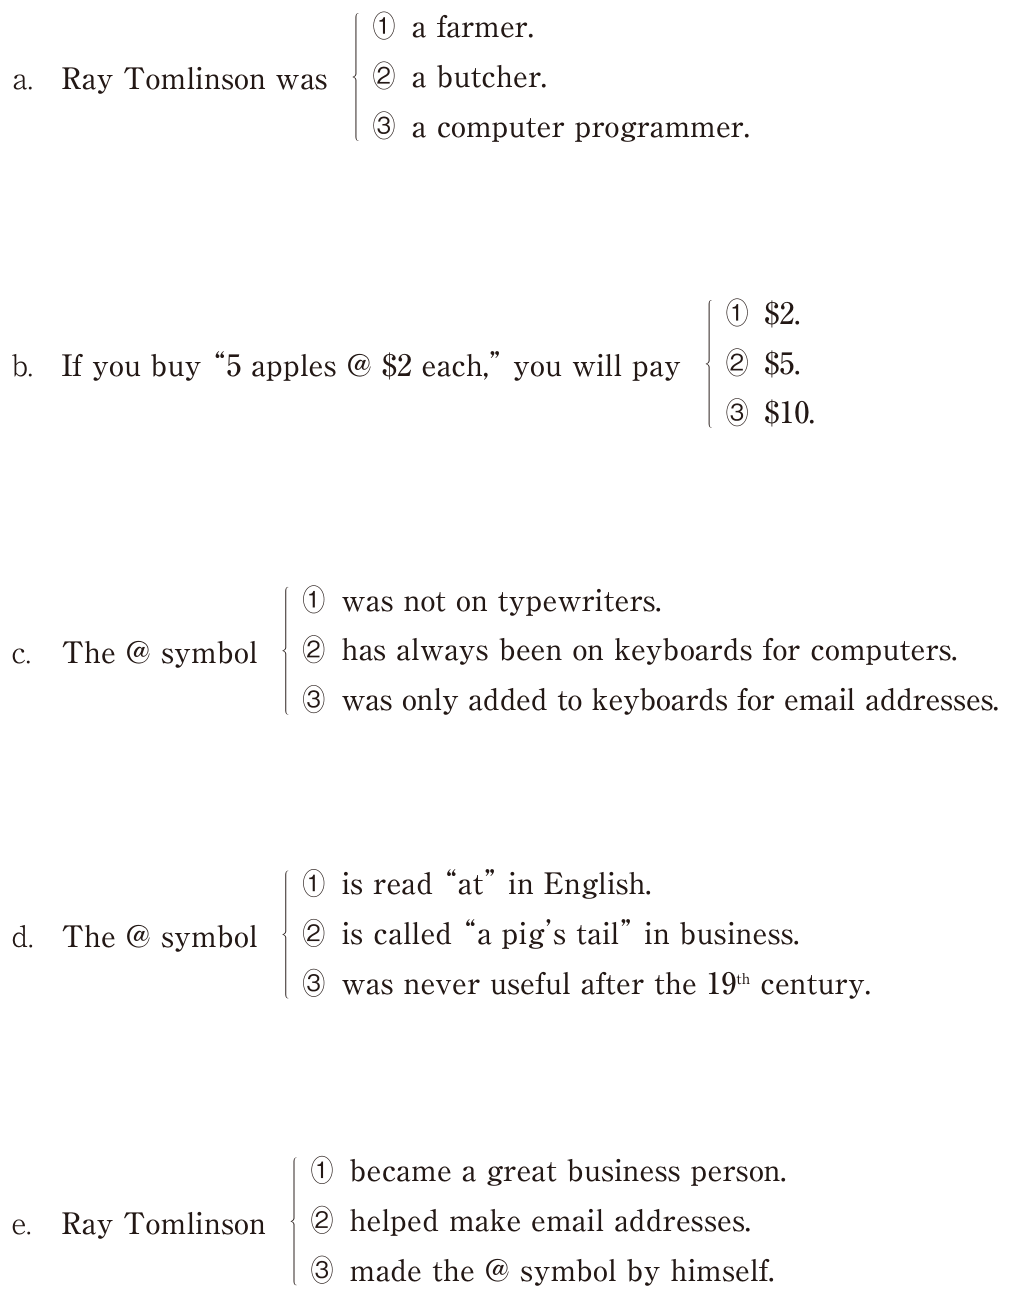 a. Ray Tomlinson was
① a farmer.
② a butcher.
③ a computer programmer.
b. If you buy “5 apples @ $2 each,” you will pay
① $2.
② $5.
③ $10.
c. The @ symbol
① was not on typewriters.
② has always been on keyboards for computers.
③ was only added to keyboards for email addresses.
d. The @ symbol
① is read “at” in English.
② is called “a pig’s tail” in business.
③ was never useful after the 19th century.
e. Ray Tomlinson
① became a great business person.
② helped make email addresses.
③ made the @ symbol by himself.